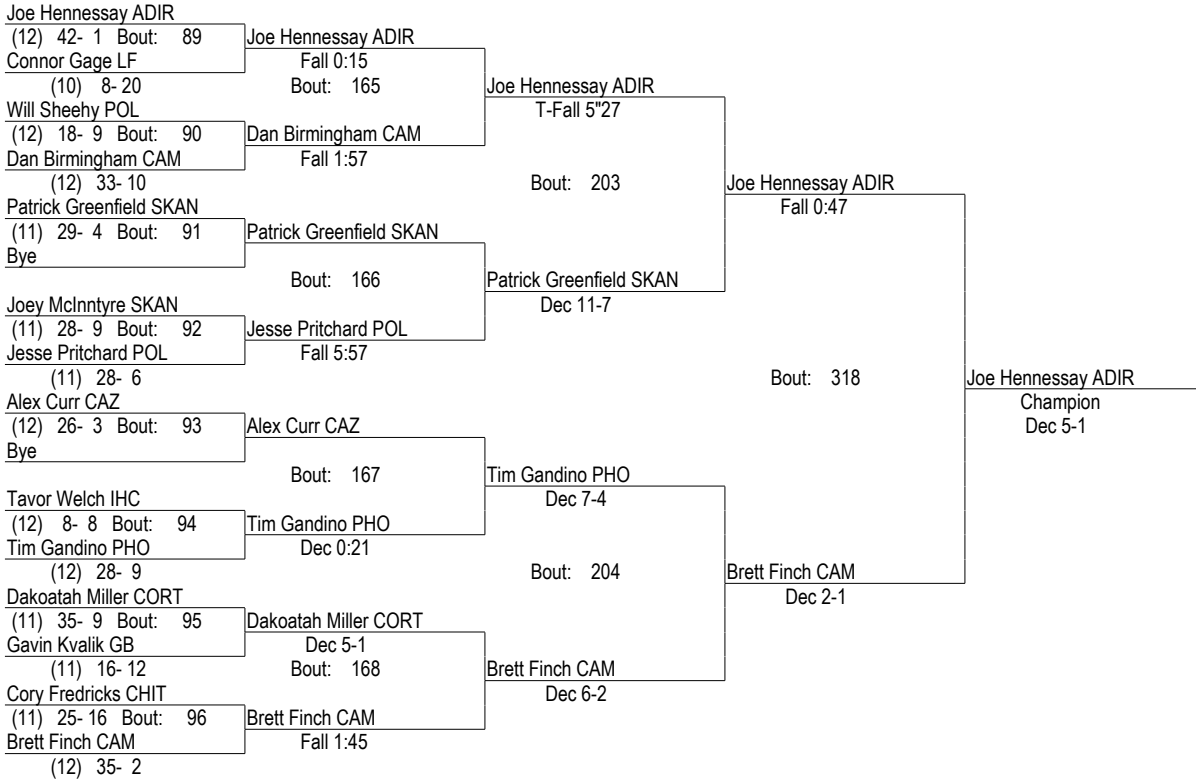 Joe Hennessay ADIR
(12) 42- 1 Bout: 89
Connor Gage LF
(10) 8- 20
Will Sheehy POL
(12) 18- 9 Bout: 90
Dan Birmingham CAM
(12) 33- 10
Patrick Greenfield SKAN
(11) 29- 4 Bout: 91
Bye
Joey McInntyre SKAN
(11) 28- 9 Bout: 92
Jesse Pritchard POL
(11) 28- 6
Alex Curr CAZ
(12) 26- 3 Bout: 93
Bye
Tavor Welch IHC
(12) 8- 8 Bout: 94
Tim Gandino PHO
(12) 28- 9
Dakoatah Miller CORT
(11) 35- 9 Bout: 95
Gavin Kvalik GB
(11) 16- 12
Cory Fredricks CHIT
(11) 25- 16 Bout: 96
Brett Finch CAM
(12) 35- 2
Joe Hennessay ADIR
Fall 0:15
Bout: 165
Dan Birmingham CAM
Fall 1:57
Patrick Greenfield SKAN
Bout: 166
Jesse Pritchard POL
Fall 5:57
Alex Curr CAZ
Bout: 167
Tim Gandino PHO
Dec 0:21
Dakoatah Miller CORT
Dec 5-1
Bout: 168
Brett Finch CAM
Fall 1:45
Joe Hennessay ADIR
T-Fall 5"27
Bout: 203
Patrick Greenfield SKAN
Dec 11-7
Tim Gandino PHO
Dec 7-4
Bout: 204
Brett Finch CAM
Dec 6-2
Joe Hennessay ADIR
Fall 0:47
Bout: 318
Brett Finch CAM
Dec 2-1
Joe Hennessay ADIR
Champion
Dec 5-1